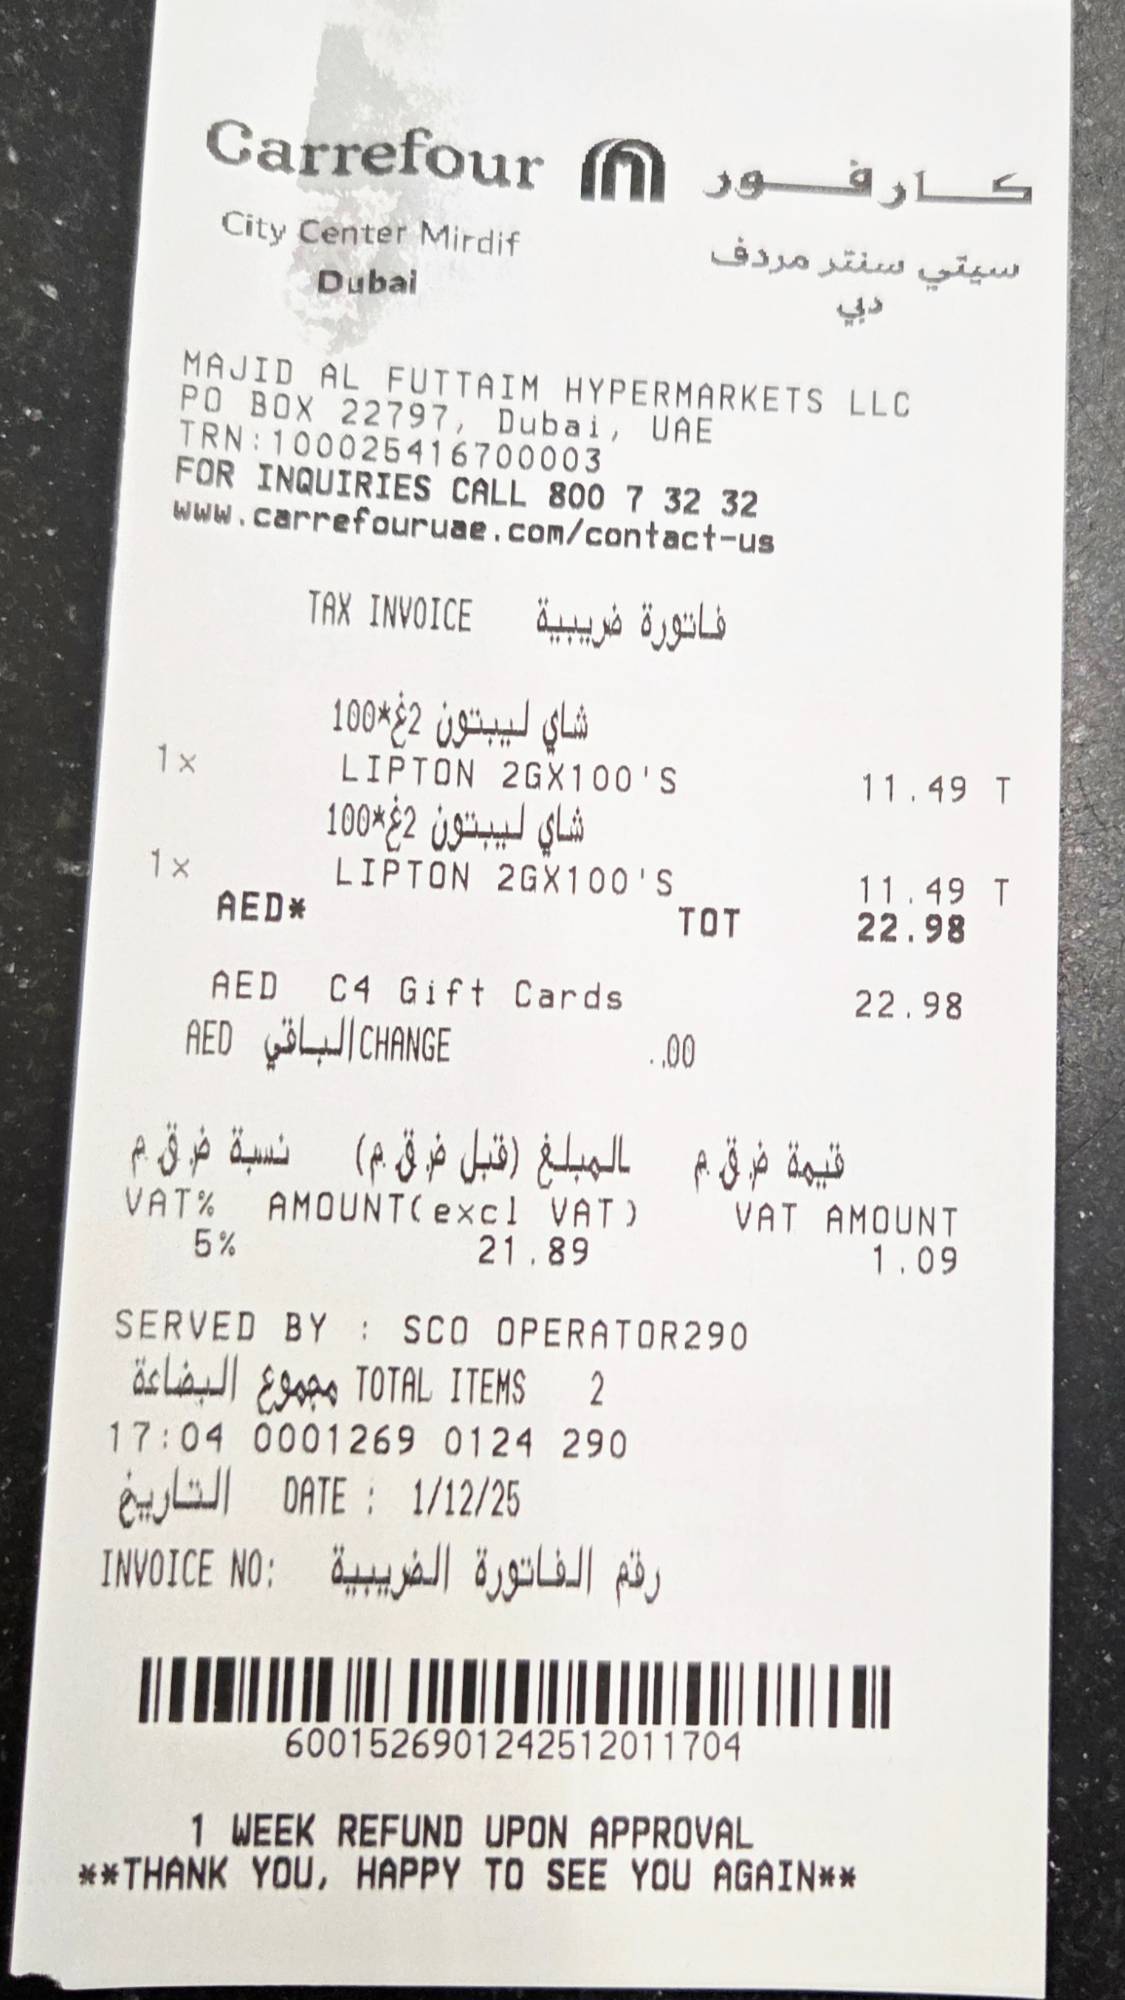 Carrefour كارفور
City Center Mirdif سيتي سنتر مردف
Dubai دبي
MAJID AL FUTTAIM HYPERMARKETS LLC
PO BOX 22797, Dubai, UAE
TRN:100025416700003
FOR INQUIRIES CALL 800 7 32 32
www.carrefouruae.com/contact-us
TAX INVOICE فاتورة ضريبية
شاي ليبتون 2غ*100
1x LIPTON 2GX100'S 11.49 T
شاي ليبتون 2غ*100
1x LIPTON 2GX100'S 11.49 T
AED* TOT 22.98
AED C4 Gift Cards 22.98
AED الباقي CHANGE ..00
نسبة ض.ق.م المبلغ (قبل ض.ق.م) قيمة ض.ق.م
VAT% AMOUNT(excl VAT) VAT AMOUNT
5% 21.89 1.09
SERVED BY : SCO OPERATOR290
مجموع البضاعة TOTAL ITEMS 2
17:04 0001269 0124 290
التاريخ DATE : 1/12/25
INVOICE NO: رقم الفاتورة الضريبية
6001526901242512011704
1 WEEK REFUND UPON APPROVAL
**THANK YOU, HAPPY TO SEE YOU AGAIN**